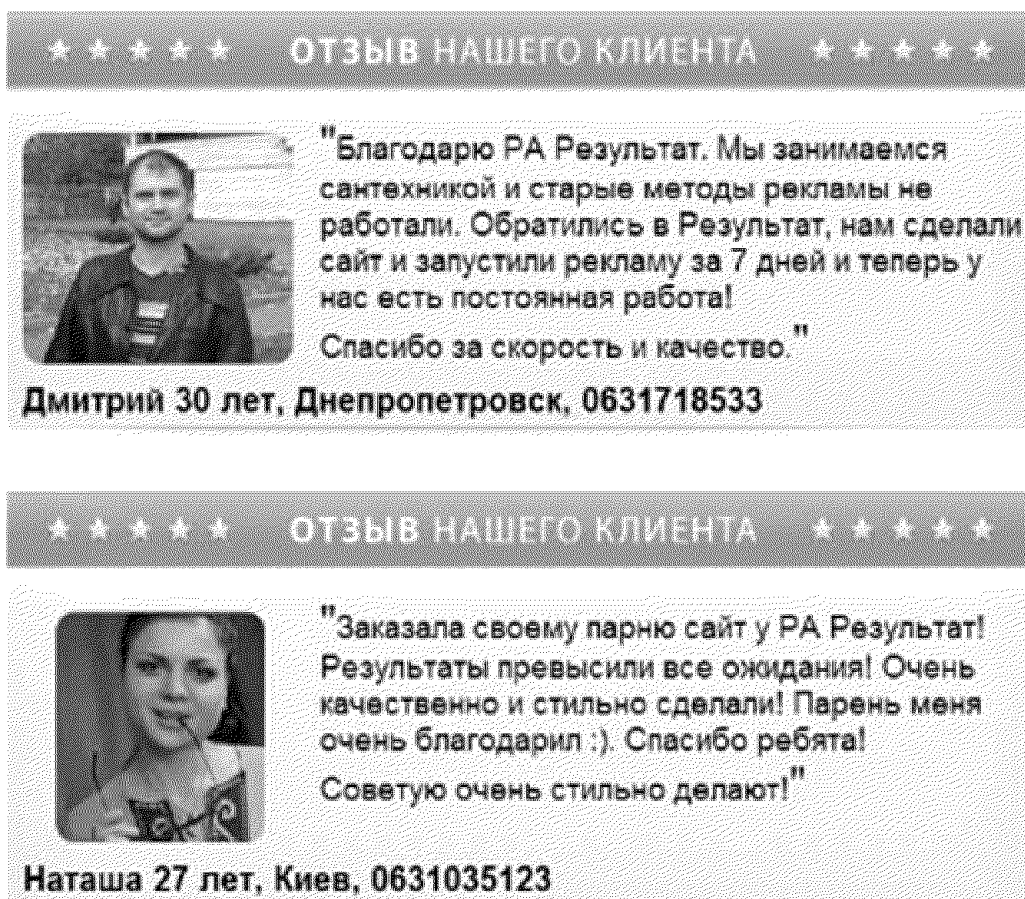 ОТЗЫВ НАШЕГО КЛИЕНТА
"Благодарю РА Результат. Мы занимаемся
сантехникой и старые методы рекламы не
работали. Обратились в Результат, нам сделали
сайт и запустили рекламу за 7 дней и теперь у
нас есть постоянная работа!
Спасибо за скорость и качество."
Дмитрий 30 лет, Днепропетровск, 0631718533
ОТЗЫВ НАШЕГО КЛИЕНТА
"Заказала своему парню сайт у РА Результат!
Результаты превысили все ожидания! Очень
качественно и стильно сделали! Парень меня
очень благодарил :). Спасибо ребята!
Советую очень стильно делают!"
Наташа 27 лет, Киев, 0631035123